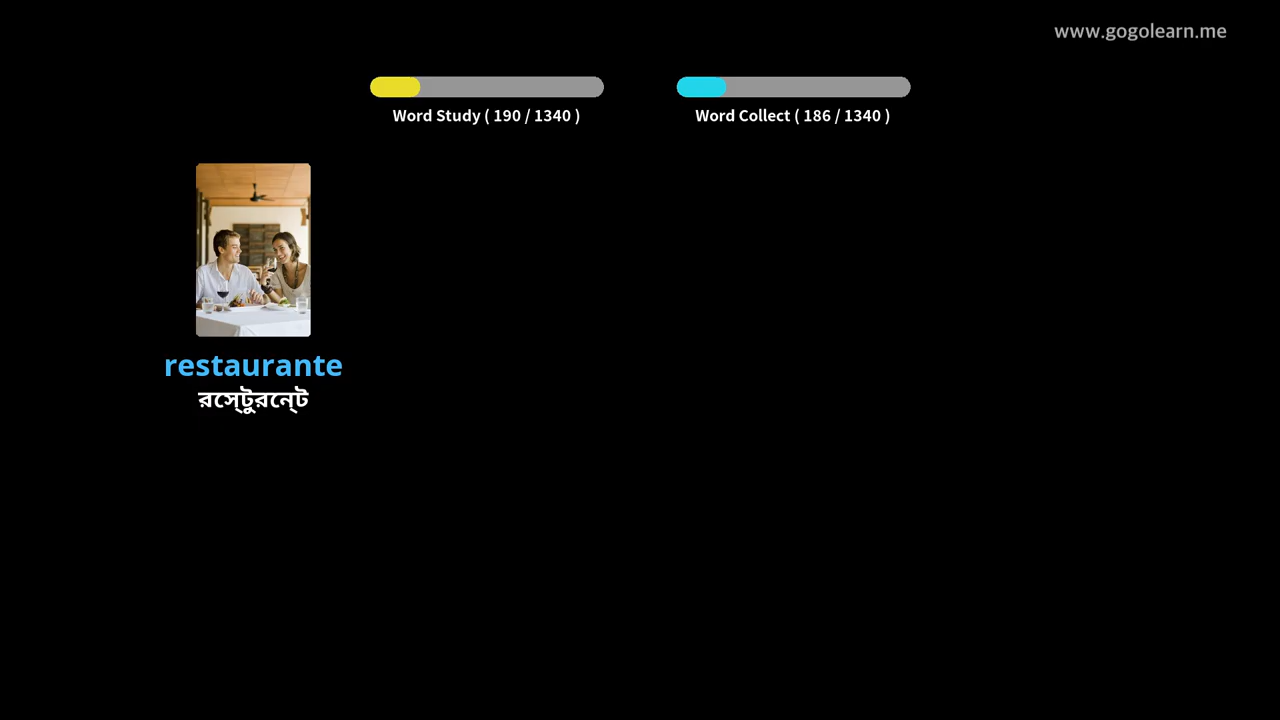 www.gogolearn.me
Word Study ( 190 / 1340 )
Word Collect ( 186 / 1340 )
restaurante
রেস্টুরেন্ট